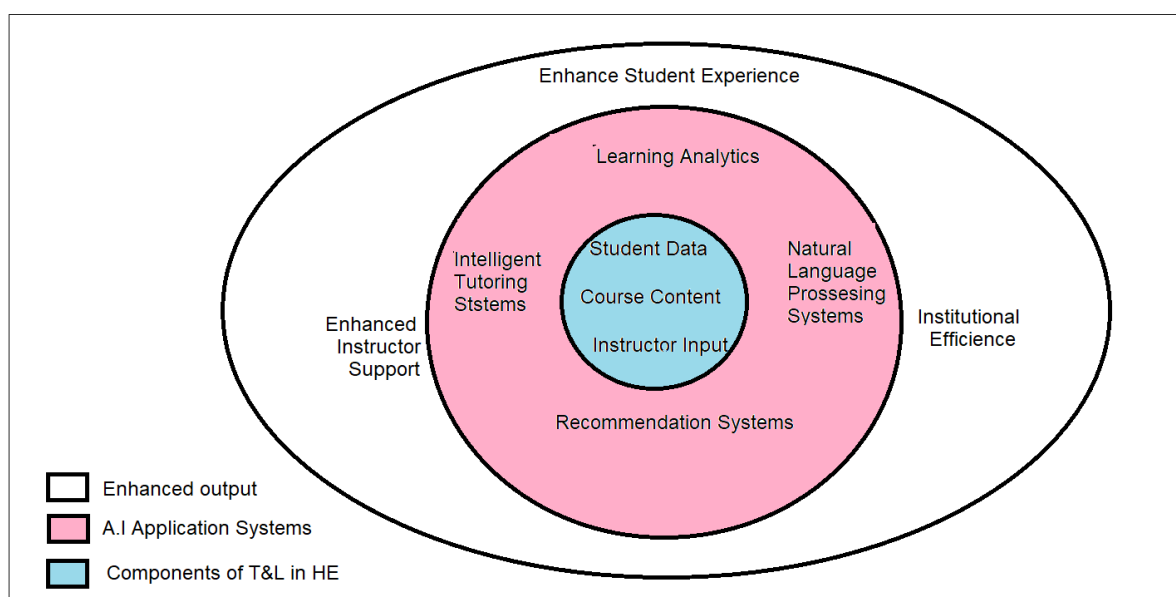 Enhance Student Experience
Learning Analytics
Student Data
Course Content
Instructor Input
Intelligent
Tutoring
Ststems
Natural
Language
Prossesing
Systems
Enhanced
Instructor
Support
Institutional
Efficience
Recommendation Systems
Enhanced output
A.I Application Systems
Components of T&L in HE